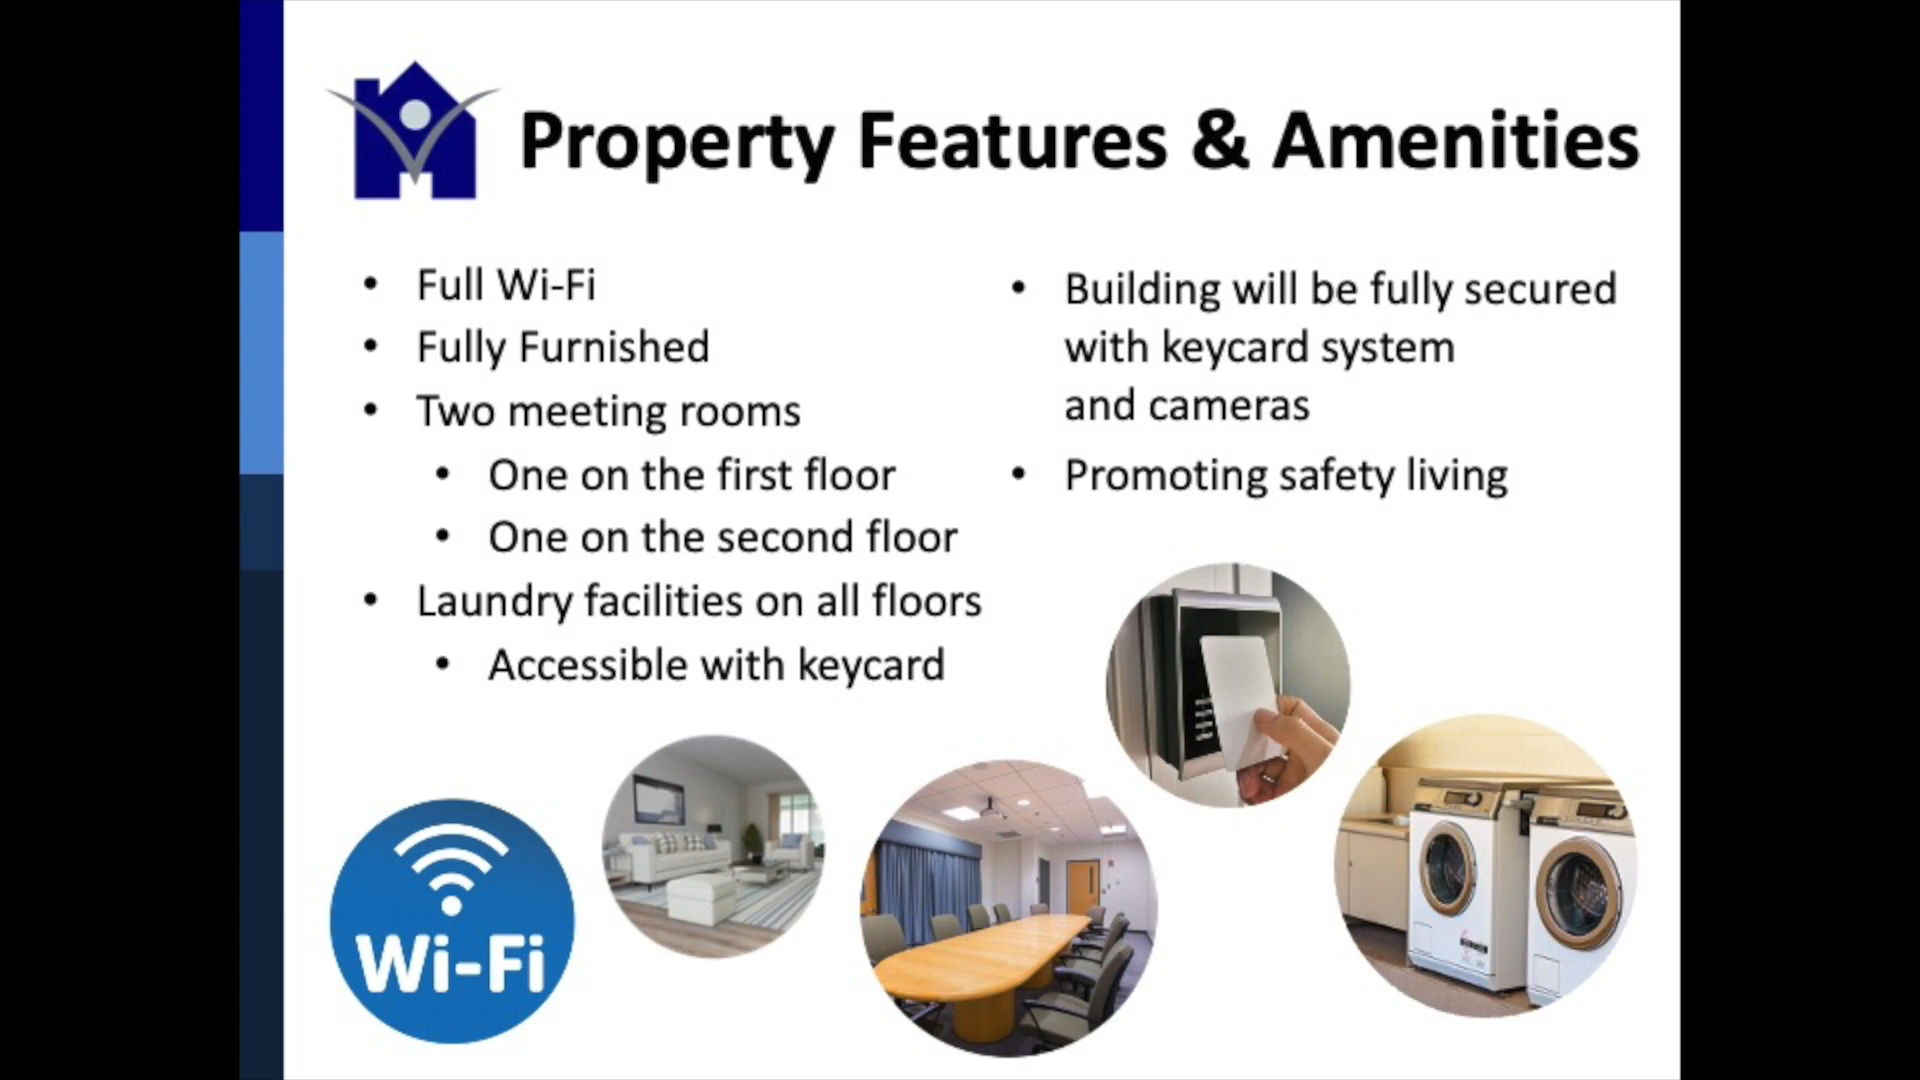 Property Features & Amenities
• Full Wi-Fi
• Fully Furnished
• Two meeting rooms
• One on the first floor
• One on the second floor
• Laundry facilities on all floors
• Accessible with keycard
• Building will be fully secured
with keycard system
and cameras
• Promoting safety living
Wi-Fi